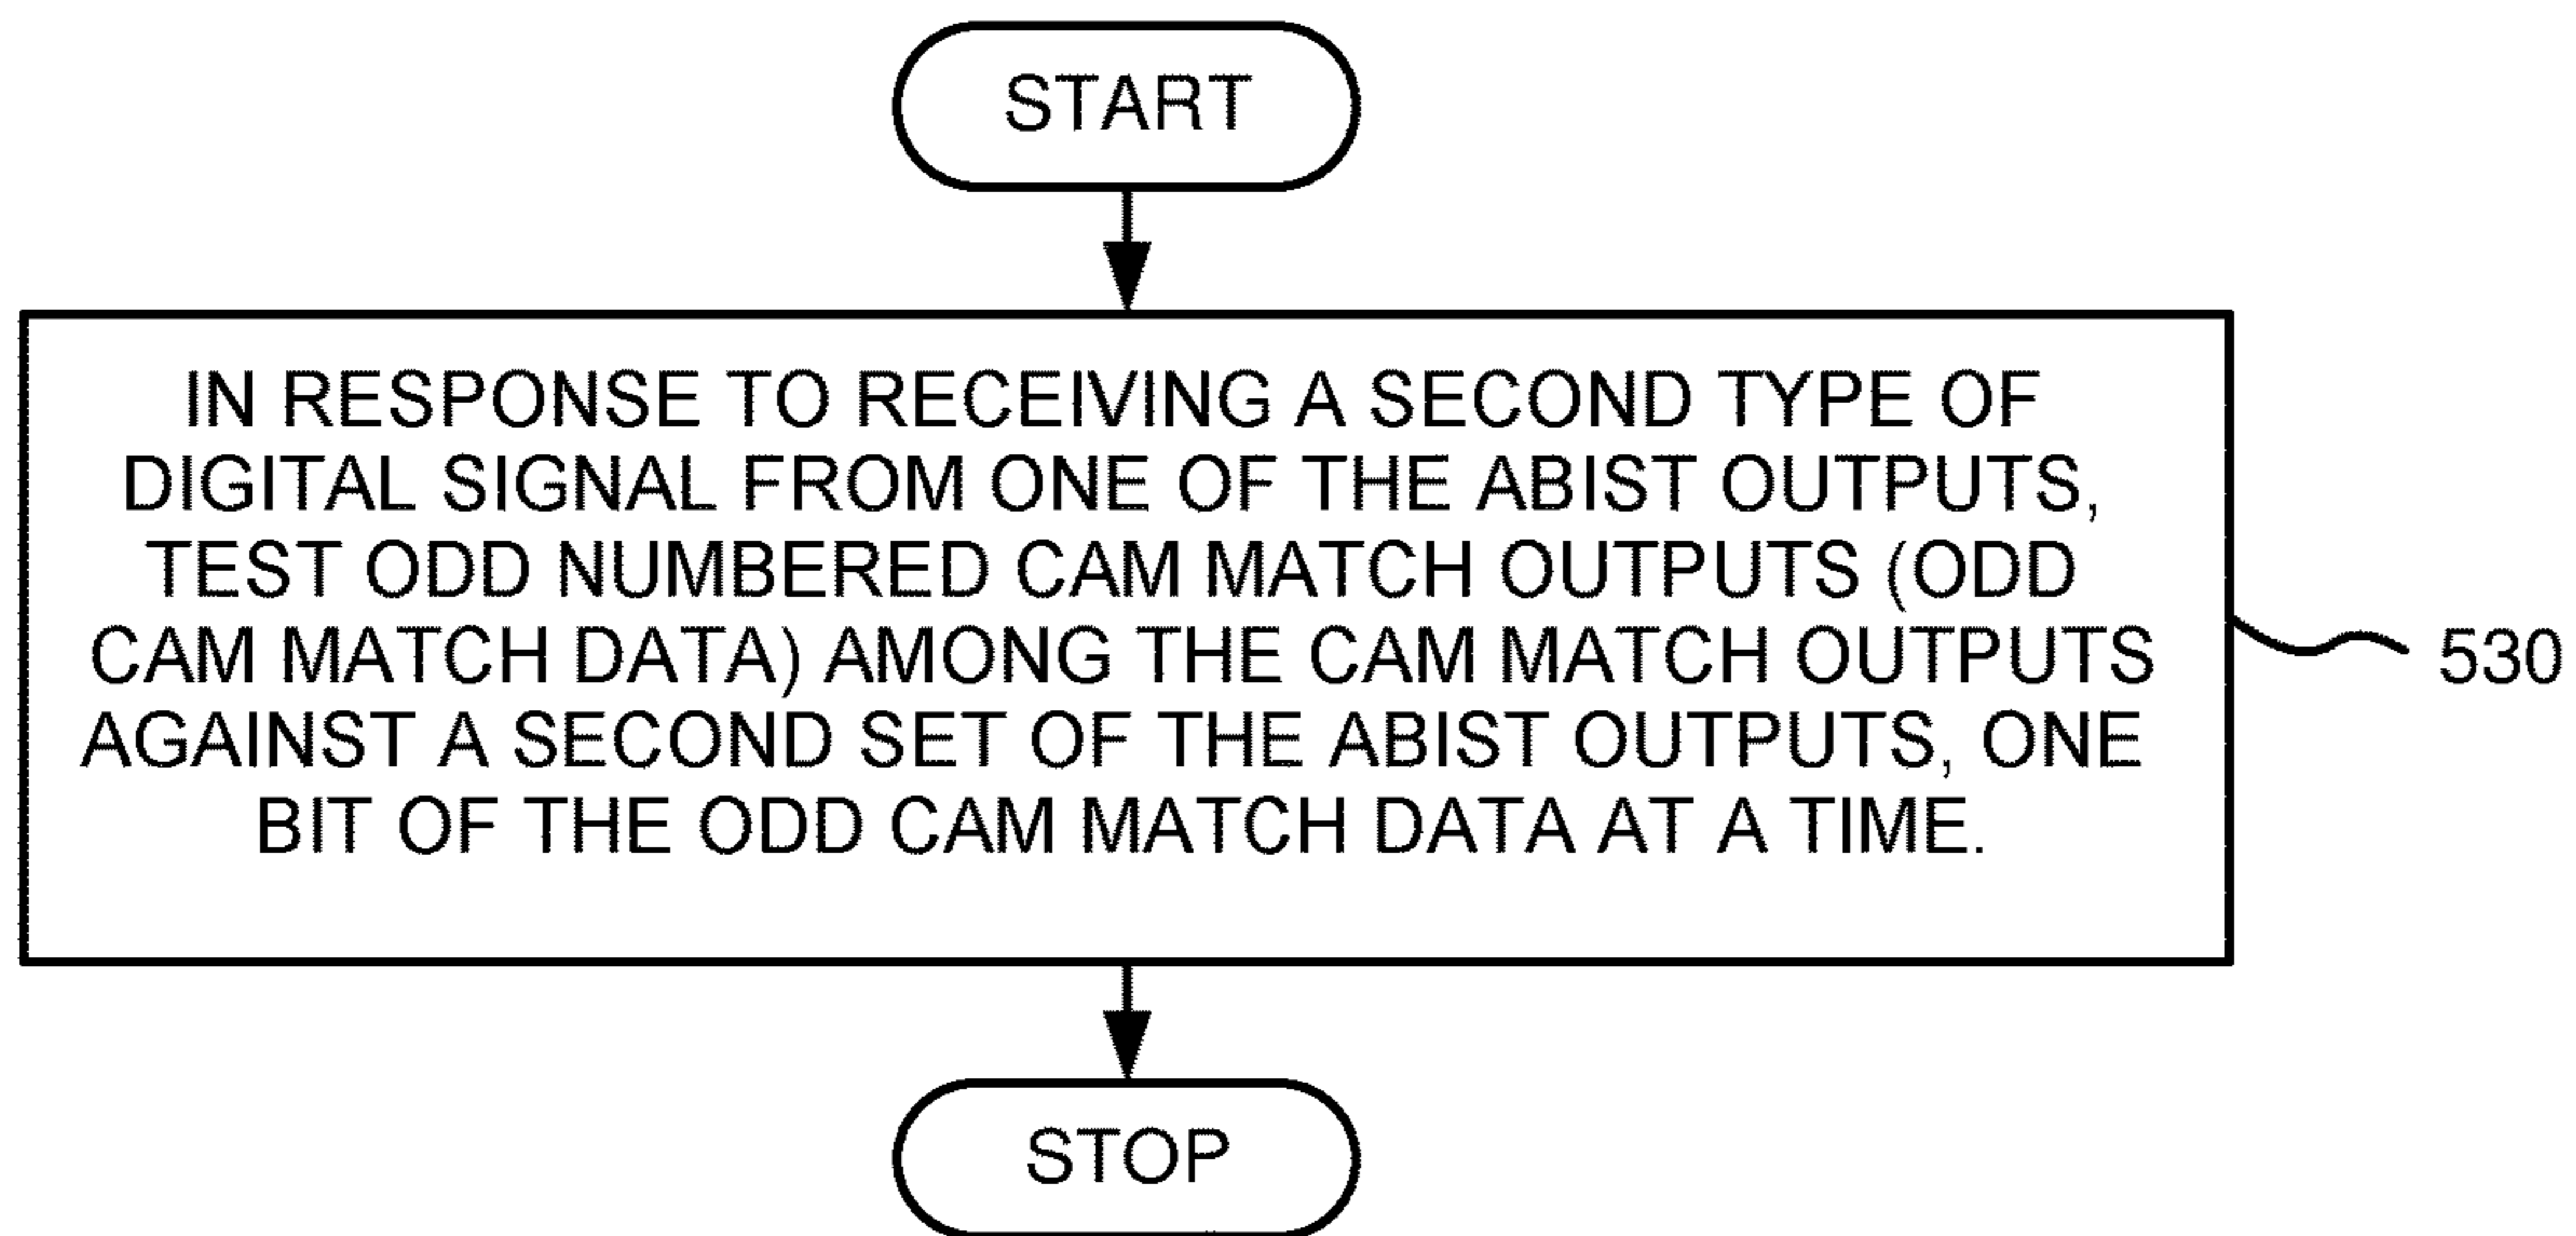 START
IN RESPONSE TO RECEIVING A SECOND TYPE OF
DIGITAL SIGNAL FROM ONE OF THE ABIST OUTPUTS,
TEST ODD NUMBERED CAM MATCH OUTPUTS (ODD
CAM MATCH DATA) AMONG THE CAM MATCH OUTPUTS
AGAINST A SECOND SET OF THE ABIST OUTPUTS, ONE
BIT OF THE ODD CAM MATCH DATA AT A TIME.
530
STOP